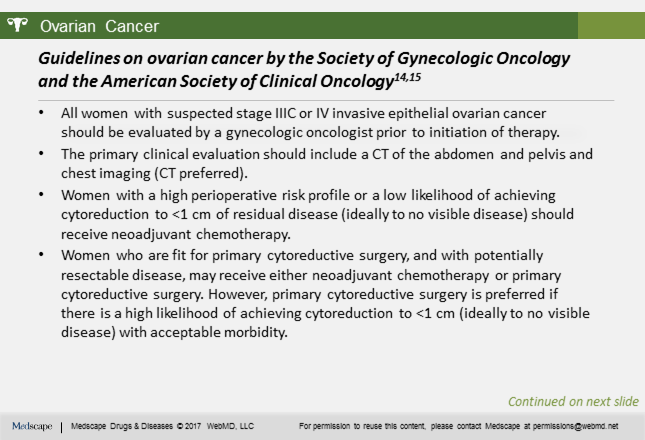 Ovarian Cancer
Guidelines on ovarian cancer by the Society of Gynecologic Oncology
and the American Society of Clinical Oncology14,15
• All women with suspected stage IIIC or IV invasive epithelial ovarian cancer
should be evaluated by a gynecologic oncologist prior to initiation of therapy.
• The primary clinical evaluation should include a CT of the abdomen and pelvis and
chest imaging (CT preferred).
• Women with a high perioperative risk profile or a low likelihood of achieving
cytoreduction to <1 cm of residual disease (ideally to no visible disease) should
receive neoadjuvant chemotherapy.
• Women who are fit for primary cytoreductive surgery, and with potentially
resectable disease, may receive either neoadjuvant chemotherapy or primary
cytoreductive surgery. However, primary cytoreductive surgery is preferred if
there is a high likelihood of achieving cytoreduction to <1 cm (ideally to no visible
disease) with acceptable morbidity.
Continued on next slide
Medscape | Medscape Drugs & Diseases © 2017 WebMD, LLC For permission to reuse this content, please contact Medscape at permissions@webmd.net